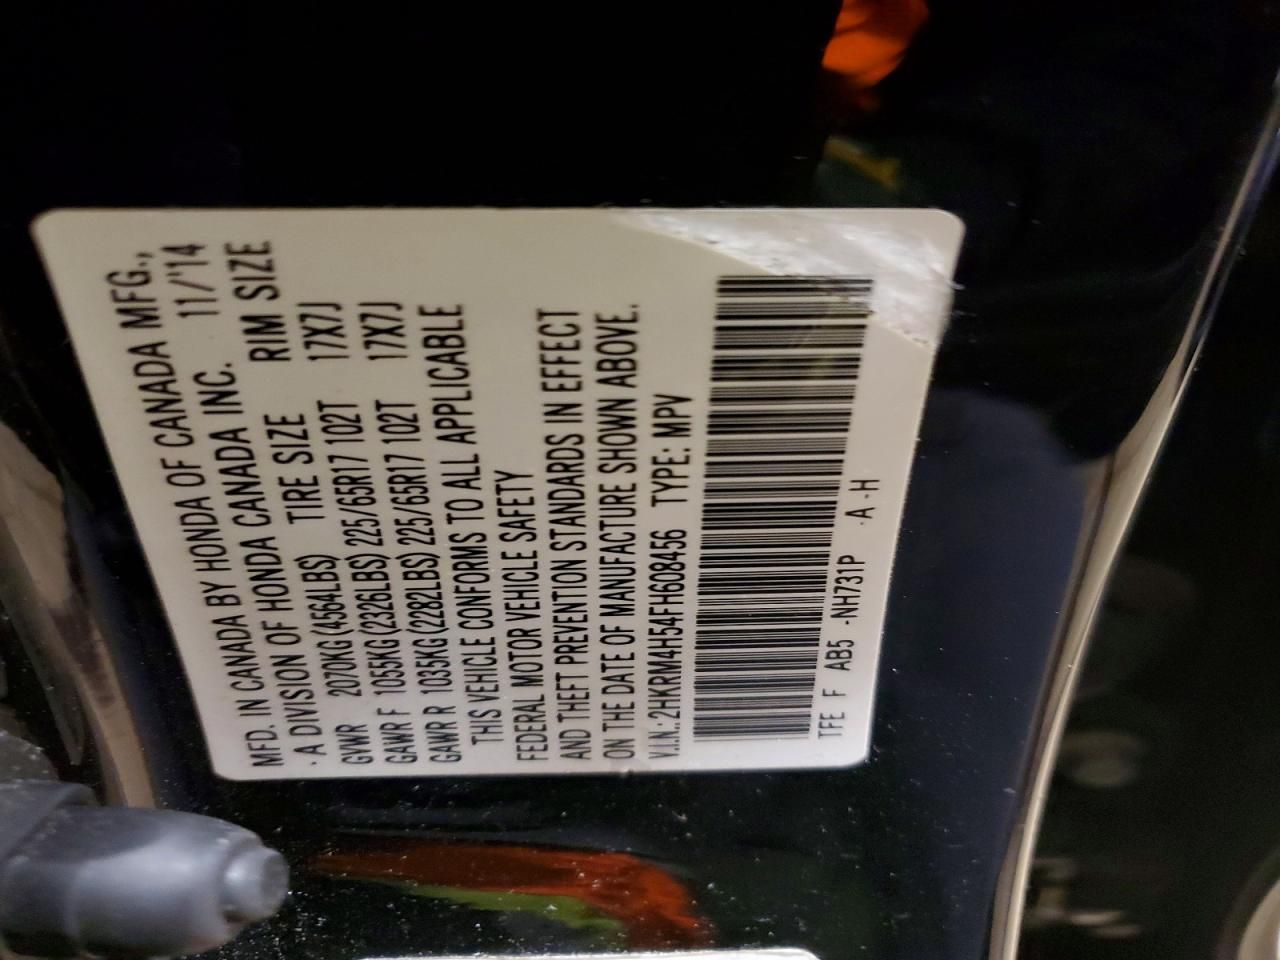 MFD. IN CANADA BY HONDA OF CANADA MFG.,
- A DIVISION OF HONDA CANADA INC. 11/'14
TIRE SIZE RIM SIZE
GVWR 2070KG(4564LBS)
GAWR F 1055KG(2326LBS) 225/65R17 102T 17X7J
GAWR R 1035KG(2282LBS) 225/65R17 102T 17X7J
THIS VEHICLE CONFORMS TO ALL APPLICABLE
FEDERAL MOTOR VEHICLE SAFETY
AND THEFT PREVENTION STANDARDS IN EFFECT
ON THE DATE OF MANUFACTURE SHOWN ABOVE.
V.I.N.: 2HKRM4H54FH608456 TYPE: MPV
TFE F AB5 -NH731P -A -H